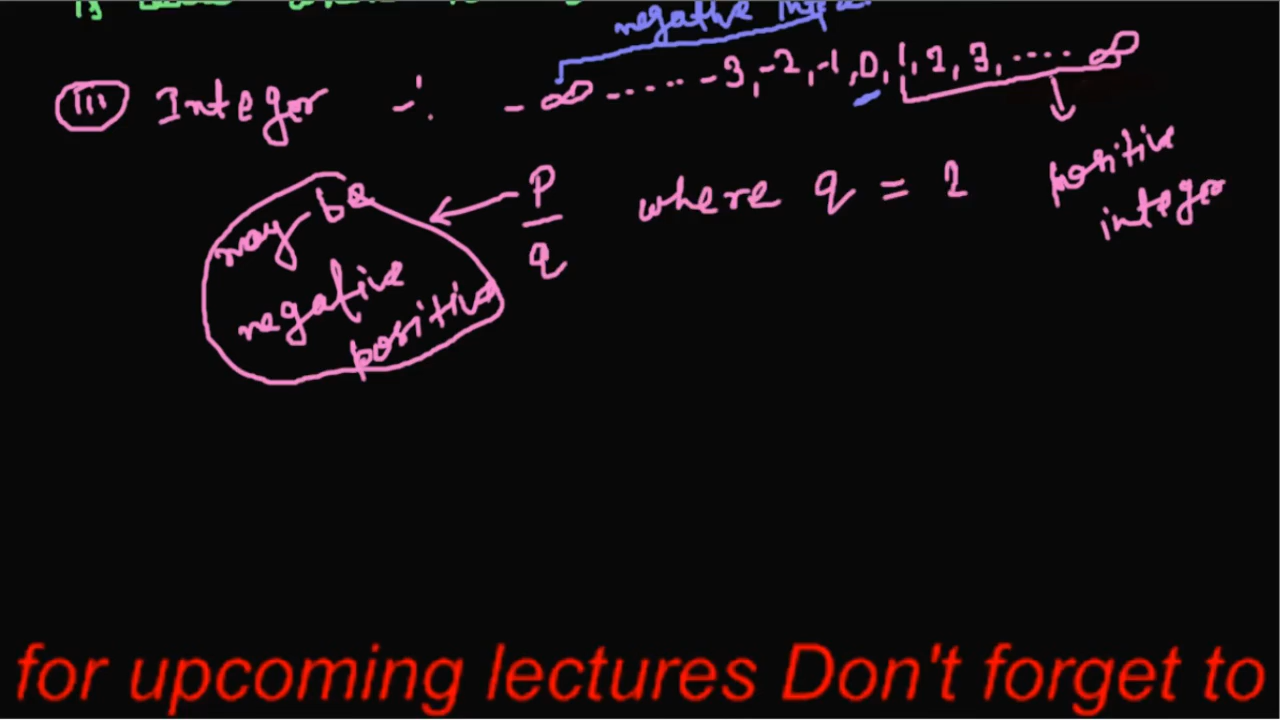 negative
(iii) Integer -: -∞ ...... -3, -2, -1, 0, 1, 2, 3, ..... ∞
positive
integer
p/q where q = 1
may be
negative
positive
for upcoming lectures Don't forget to